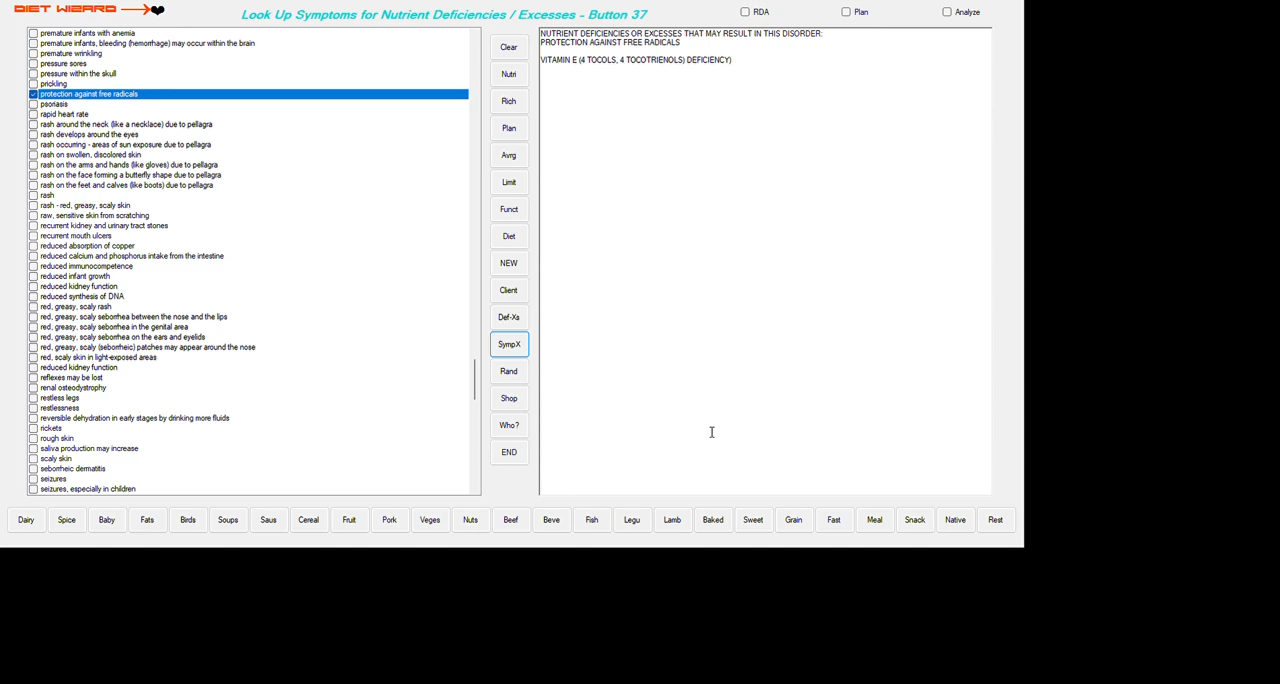 DIET WIZARD
Look Up Symptoms for Nutrient Deficiencies / Excesses - Button 37
RDA
Plan
Analyze
premature infants with anemia
premature infants, bleeding (hemorrhage) may occur within the brain
premature wrinkling
pressure sores
pressure within the skull
prickling
protection against free radicals
psoriasis
rapid heart rate
rash around the neck (like a necklace) due to pellagra
rash develops around the eyes
rash occurring - areas of sun exposure due to pellagra
rash on swollen, discolored skin
rash on the arms and hands (like gloves) due to pellagra
rash on the face forming a butterfly shape due to pellagra
rash on the feet and calves (like boots) due to pellagra
rash
rash - red, greasy, scaly skin
raw, sensitive skin from scratching
recurrent kidney and urinary tract stones
recurrent mouth ulcers
reduced absorption of copper
reduced calcium and phosphorus intake from the intestine
reduced immunocompetence
reduced infant growth
reduced kidney function
reduced synthesis of DNA
red, greasy, scaly rash
red, greasy, scaly seborrhea between the nose and the lips
red, greasy, scaly seborrhea in the genital area
red, greasy, scaly seborrhea on the ears and eyelids
red, greasy, scaly (seborrheic) patches may appear around the nose
red, scaly skin in light-exposed areas
reduced kidney function
reflexes may be lost
renal osteodystrophy
restless legs
restlessness
reversible dehydration in early stages by drinking more fluids
rickets
rough skin
saliva production may increase
scaly skin
seborrheic dermatitis
seizures
seizures, especially in children
Clear
Nutri
Rich
Plan
Avrg
Limit
Funct
Diet
NEW
Client
Def-Xs
SympX
Rand
Shop
Who?
END
NUTRIENT DEFICIENCIES OR EXCESSES THAT MAY RESULT IN THIS DISORDER:
PROTECTION AGAINST FREE RADICALS
VITAMIN E (4 TOCOLS, 4 TOCOTRIENOLS) DEFICIENCY)
Dairy
Spice
Baby
Fats
Birds
Soups
Saus
Cereal
Fruit
Pork
Veges
Nuts
Beef
Beve
Fish
Legu
Lamb
Baked
Sweet
Grain
Fast
Meal
Snack
Native
Rest